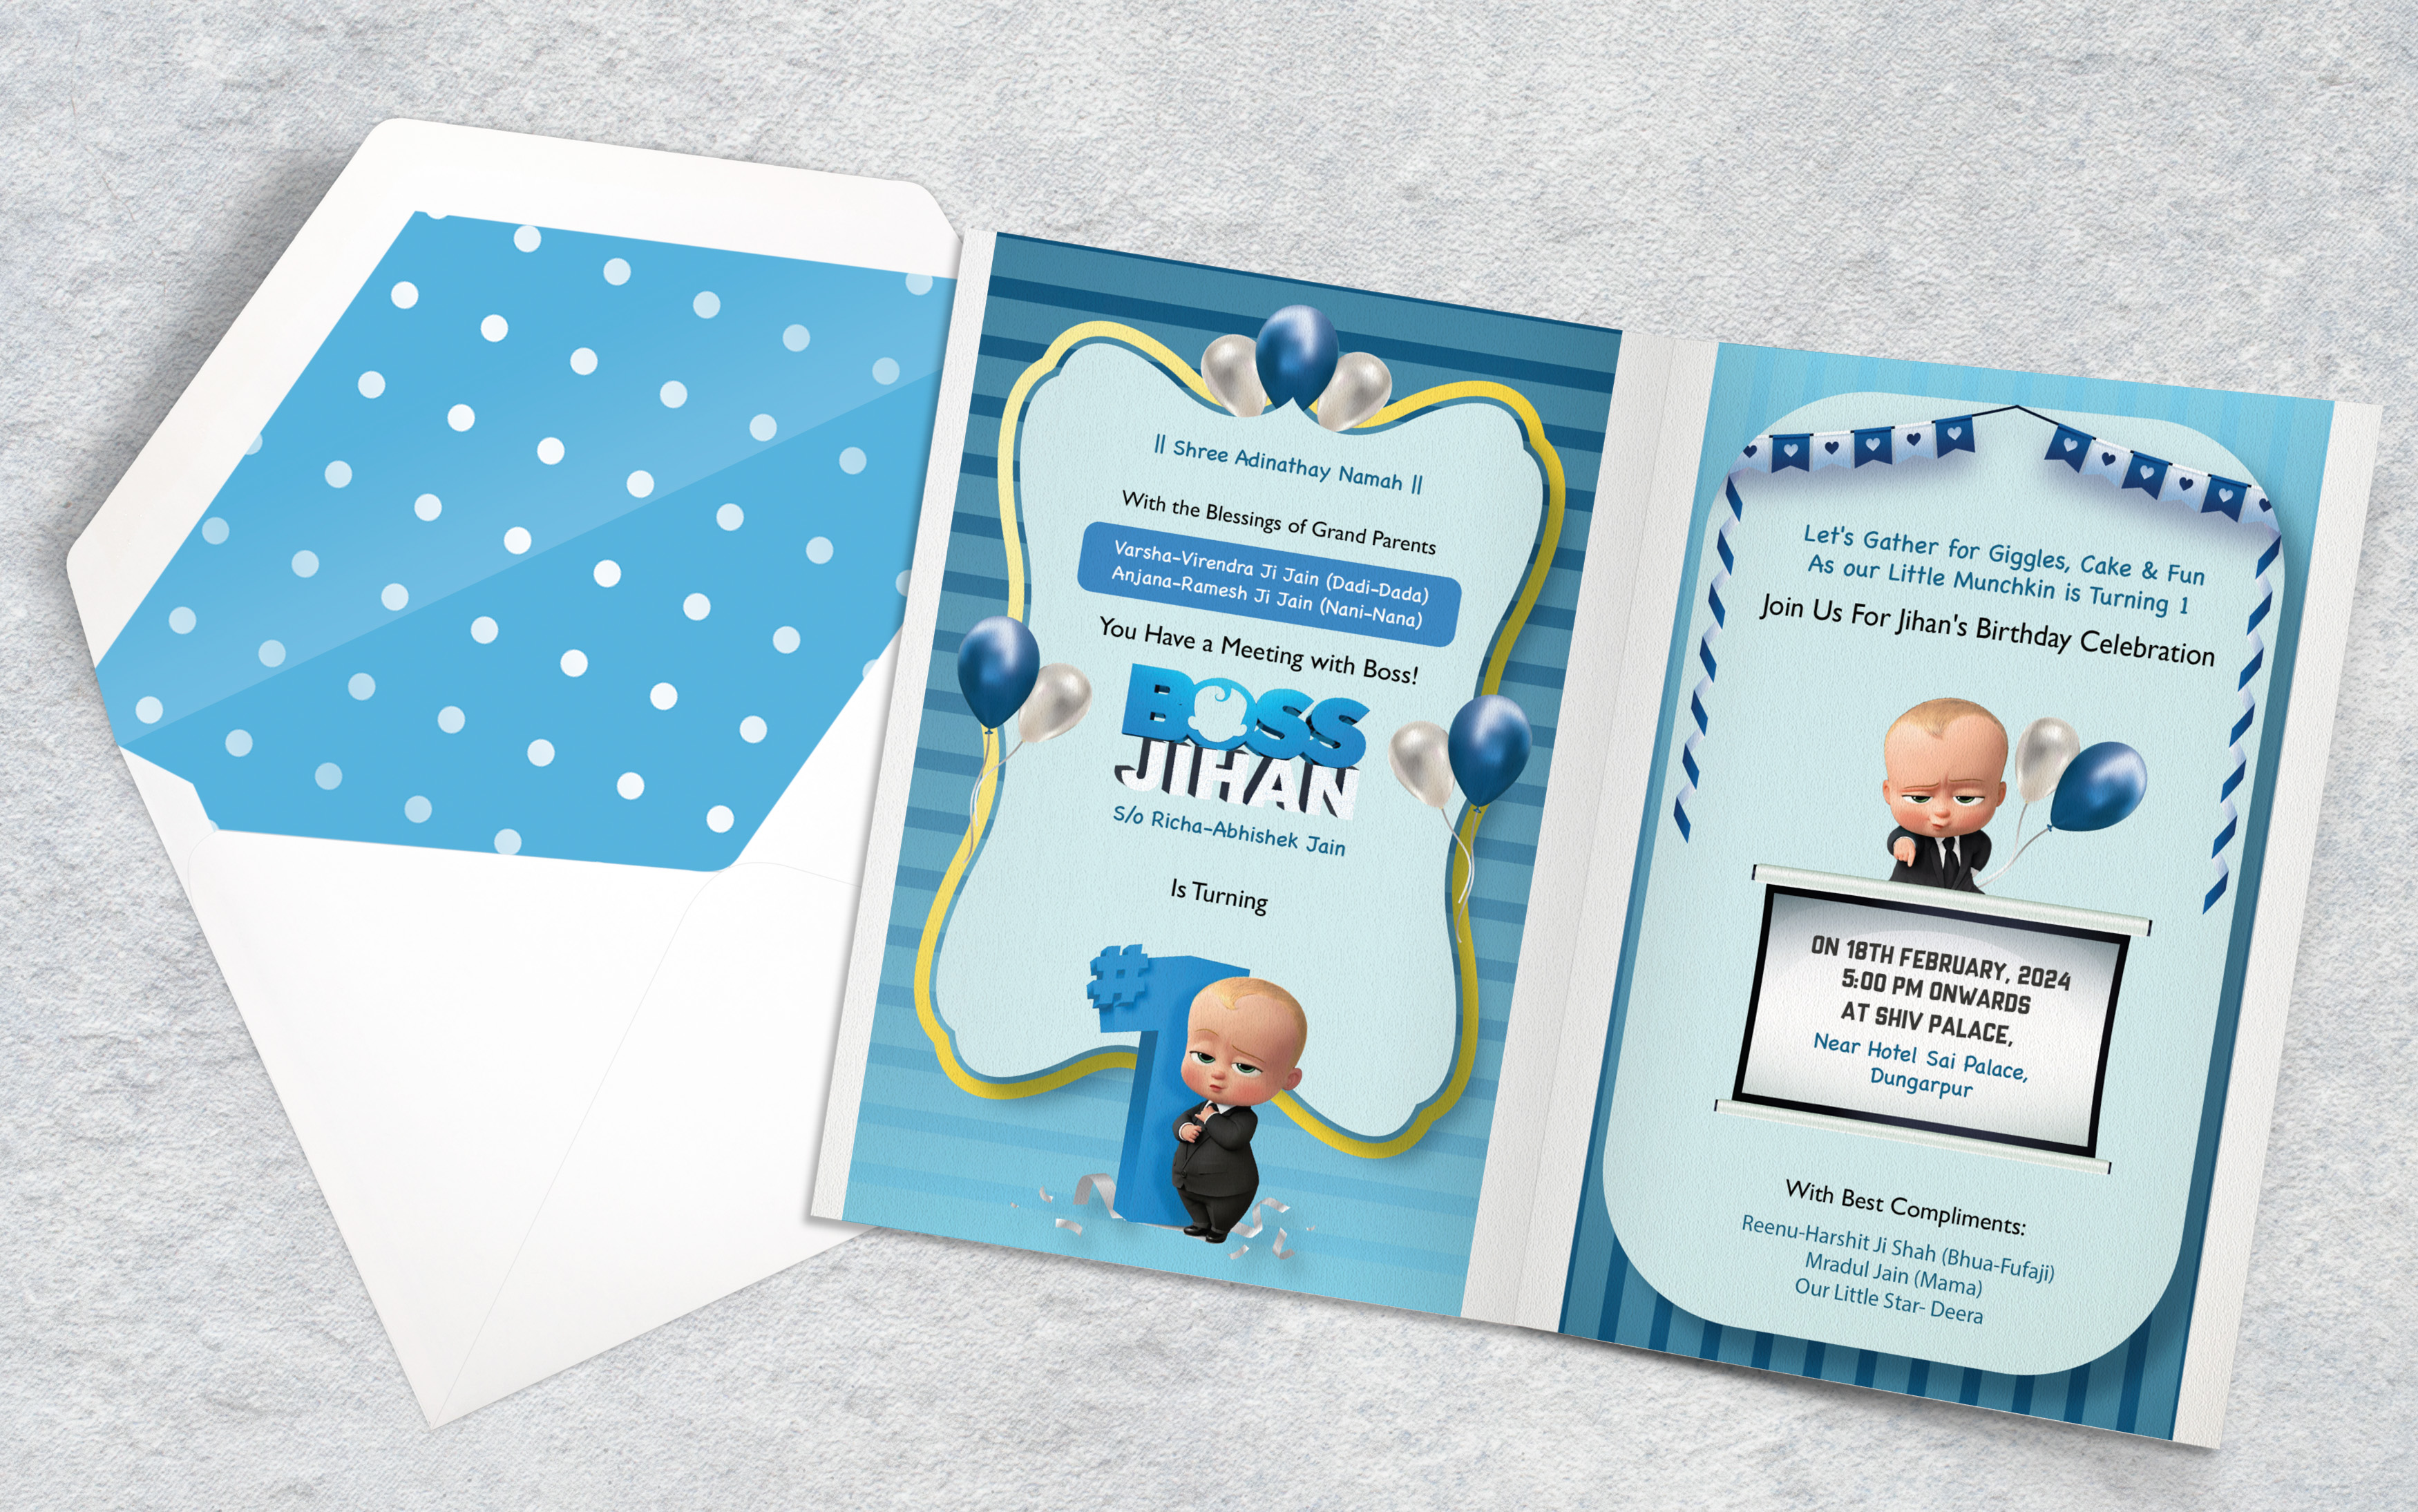 || Shree Adinathay Namah ||
With the Blessings of Grand Parents
Varsha-Virendra Ji Jain (Dadi-Dada)
Anjana-Ramesh Ji Jain (Nani-Nana)
You Have a Meeting with Boss!
BOSS
JIHAN
S/o Richa-Abhishek Jain
Is Turning
#1
Let's Gather for Giggles, Cake & Fun
As our Little Munchkin is Turning 1
Join Us For Jihan's Birthday Celebration
ON 18TH FEBRUARY, 2024
5:00 PM ONWARDS
AT SHIV PALACE,
Near Hotel Sai Palace,
Dungarpur
With Best Compliments:
Reenu-Harshit Ji Shah (Bhua-Fufaji)
Mradul Jain (Mama)
Our Little Star- Deera